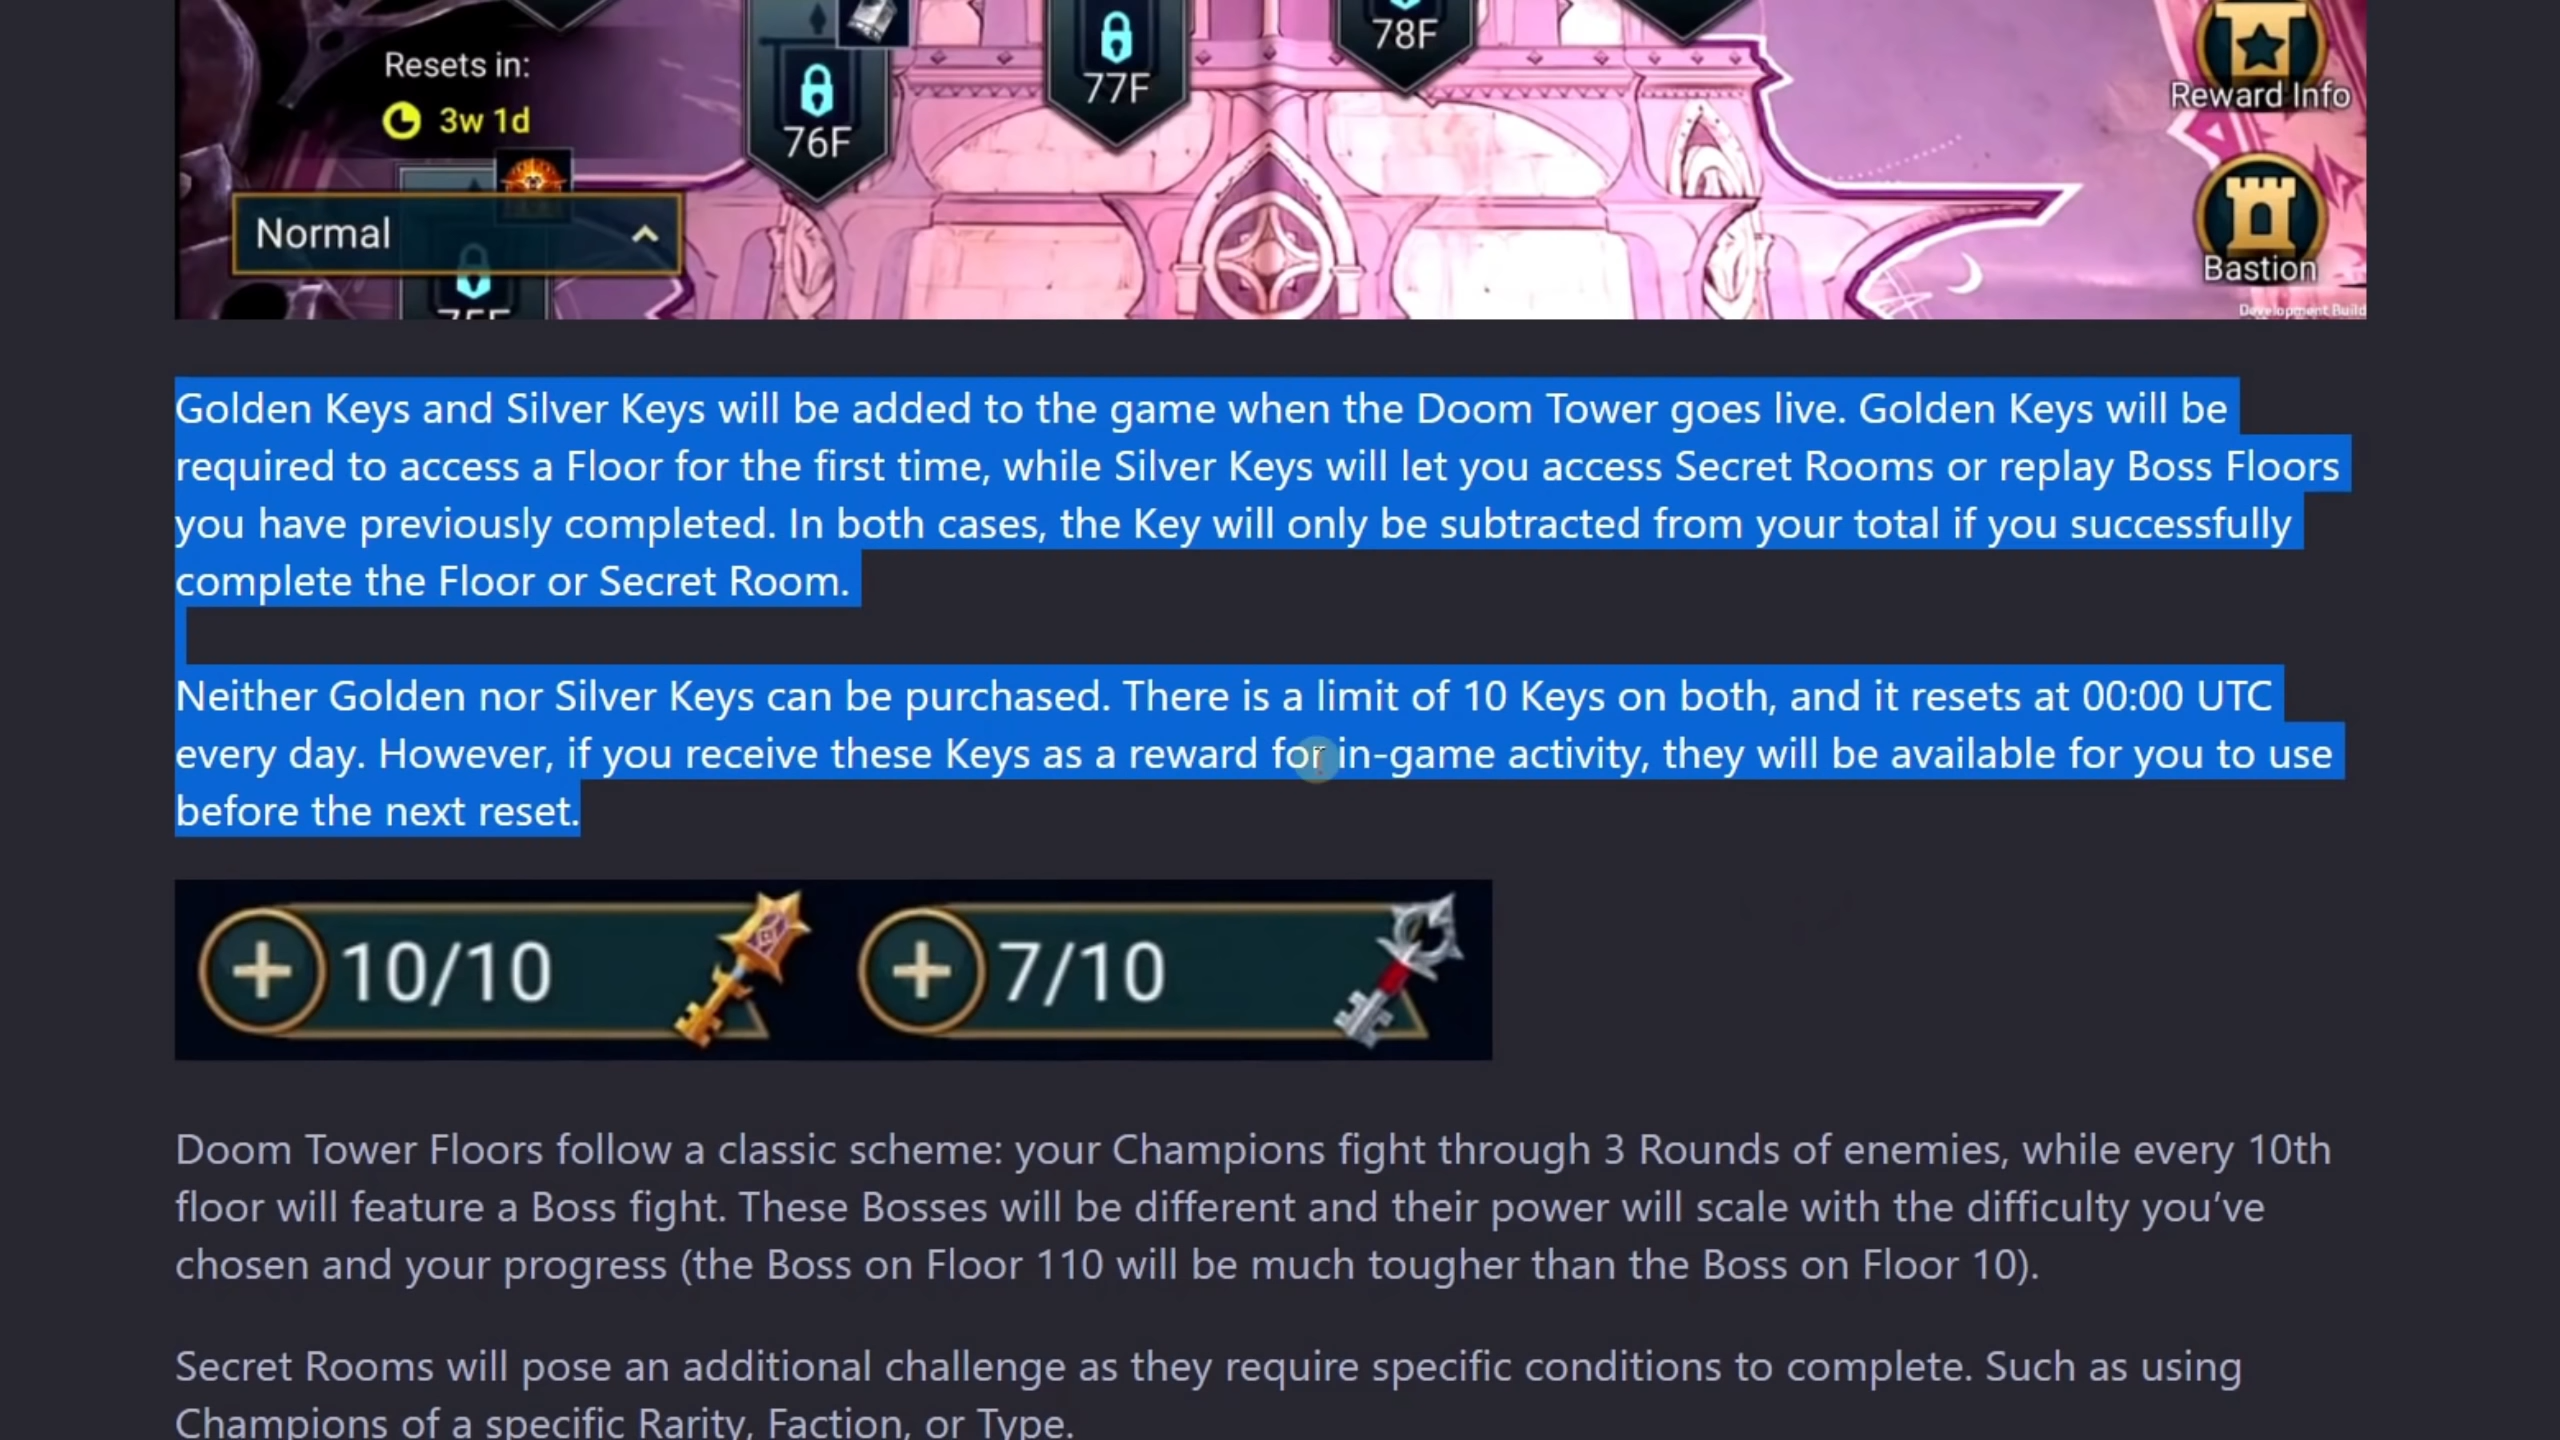 78F
Resets in:
77F
Reward Info
3w 1d
76F
Normal
Bastion
75F
Development Build
Golden Keys and Silver Keys will be added to the game when the Doom Tower goes live. Golden Keys will be
required to access a Floor for the first time, while Silver Keys will let you access Secret Rooms or replay Boss Floors
you have previously completed. In both cases, the Key will only be subtracted from your total if you successfully
complete the Floor or Secret Room.
Neither Golden nor Silver Keys can be purchased. There is a limit of 10 Keys on both, and it resets at 00:00 UTC
every day. However, if you receive these Keys as a reward for in-game activity, they will be available for you to use
before the next reset.
10/10
7/10
Doom Tower Floors follow a classic scheme: your Champions fight through 3 Rounds of enemies, while every 10th
floor will feature a Boss fight. These Bosses will be different and their power will scale with the difficulty you’ve
chosen and your progress (the Boss on Floor 110 will be much tougher than the Boss on Floor 10).
Secret Rooms will pose an additional challenge as they require specific conditions to complete. Such as using
Champions of a specific Rarity, Faction, or Type.